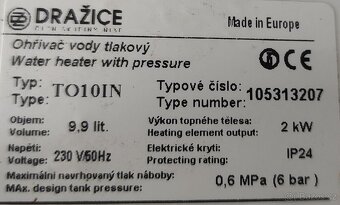 DRAŽICE
Made in Europe
Ohřívač vody tlakový
Water heater with pressure
Typ: TO10IN
Type:
Typové číslo: 105313207
Type number:
Objem: 9,9 lit.
Volume:
Výkon topného tělesa: 2 kW
Heating element output:
Napětí: 230 V/50Hz
Voltage:
Elektrické krytí: IP24
Protecting rating:
Maximální navrhovaný tlak náboby: 0,6 MPa (6 bar)
MAx. design tank pressure: